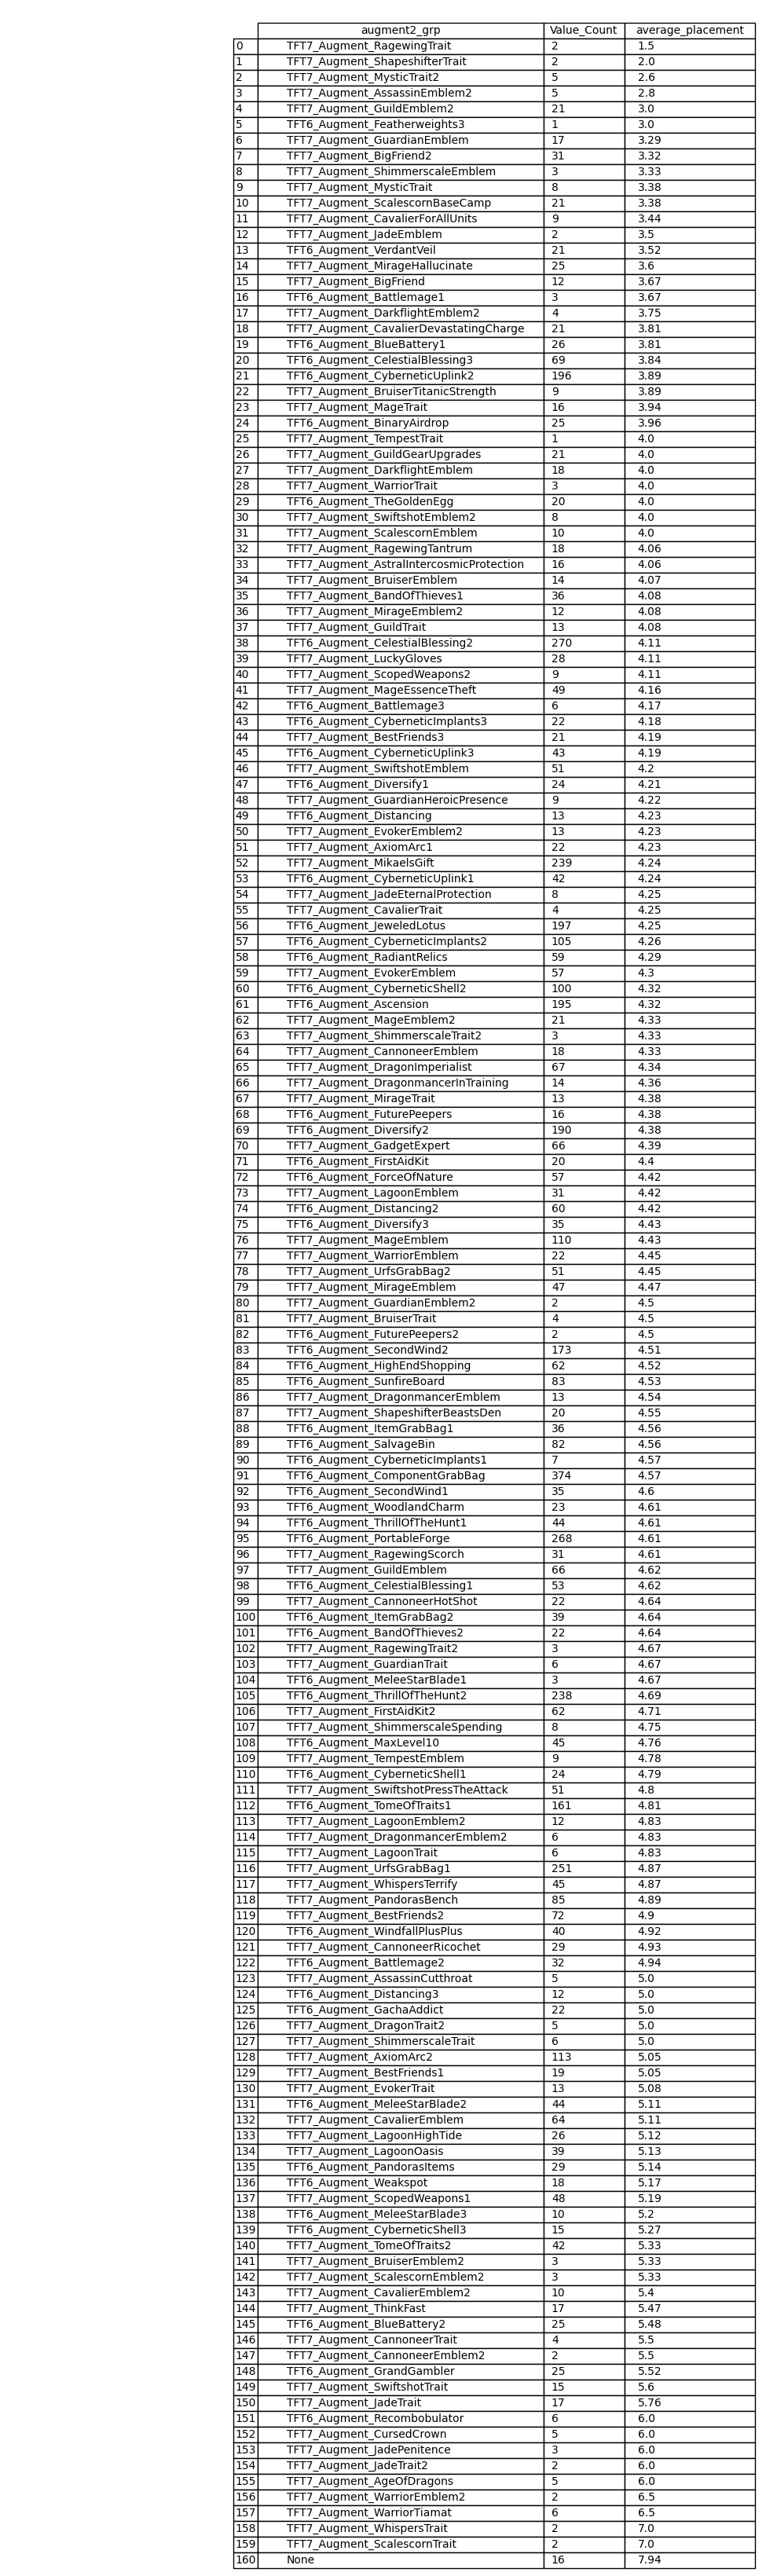 augment2_grp Value_Count average_placement
0 TFT7_Augment_RagewingTrait 2 1.5
1 TFT7_Augment_ShapeshifterTrait 2 2.0
2 TFT7_Augment_MysticTrait2 5 2.6
3 TFT7_Augment_AssassinEmblem2 5 2.8
4 TFT7_Augment_GuildEmblem2 21 3.0
5 TFT6_Augment_Featherweights3 1 3.0
6 TFT7_Augment_GuardianEmblem 17 3.29
7 TFT7_Augment_BigFriend2 31 3.32
8 TFT7_Augment_ShimmerscaleEmblem 3 3.33
9 TFT7_Augment_MysticTrait 8 3.38
10 TFT7_Augment_ScalescornBaseCamp 21 3.38
11 TFT7_Augment_CavalierForAllUnits 9 3.44
12 TFT7_Augment_JadeEmblem 2 3.5
13 TFT6_Augment_VerdantVeil 21 3.52
14 TFT7_Augment_MirageHallucinate 25 3.6
15 TFT7_Augment_BigFriend 12 3.67
16 TFT6_Augment_Battlemage1 3 3.67
17 TFT7_Augment_DarkflightEmblem2 4 3.75
18 TFT7_Augment_CavalierDevastatingCharge 21 3.81
19 TFT6_Augment_BlueBattery1 26 3.81
20 TFT6_Augment_CelestialBlessing3 69 3.84
21 TFT6_Augment_CyberneticUplink2 196 3.89
22 TFT7_Augment_BruiserTitanicStrength 9 3.89
23 TFT7_Augment_MageTrait 16 3.94
24 TFT6_Augment_BinaryAirdrop 25 3.96
25 TFT7_Augment_TempestTrait 1 4.0
26 TFT7_Augment_GuildGearUpgrades 21 4.0
27 TFT7_Augment_DarkflightEmblem 18 4.0
28 TFT7_Augment_WarriorTrait 3 4.0
29 TFT6_Augment_TheGoldenEgg 20 4.0
30 TFT7_Augment_SwiftshotEmblem2 8 4.0
31 TFT7_Augment_ScalescornEmblem 10 4.0
32 TFT7_Augment_RagewingTantrum 18 4.06
33 TFT7_Augment_AstralIntercosmicProtection 16 4.06
34 TFT7_Augment_BruiserEmblem 14 4.07
35 TFT7_Augment_BandOfThieves1 36 4.08
36 TFT7_Augment_MirageEmblem2 12 4.08
37 TFT7_Augment_GuildTrait 13 4.08
38 TFT6_Augment_CelestialBlessing2 270 4.11
39 TFT7_Augment_LuckyGloves 28 4.11
40 TFT7_Augment_ScopedWeapons2 9 4.11
41 TFT7_Augment_MageEssenceTheft 49 4.16
42 TFT6_Augment_Battlemage3 6 4.17
43 TFT6_Augment_CyberneticImplants3 22 4.18
44 TFT7_Augment_BestFriends3 21 4.19
45 TFT6_Augment_CyberneticUplink3 43 4.19
46 TFT7_Augment_SwiftshotEmblem 51 4.2
47 TFT6_Augment_Diversify1 24 4.21
48 TFT7_Augment_GuardianHeroicPresence 9 4.22
49 TFT6_Augment_Distancing 13 4.23
50 TFT7_Augment_EvokerEmblem2 13 4.23
51 TFT7_Augment_AxiomArc1 22 4.23
52 TFT7_Augment_MikaelsGift 239 4.24
53 TFT6_Augment_CyberneticUplink1 42 4.24
54 TFT7_Augment_JadeEternalProtection 8 4.25
55 TFT7_Augment_CavalierTrait 4 4.25
56 TFT6_Augment_JeweledLotus 197 4.25
57 TFT6_Augment_CyberneticImplants2 105 4.26
58 TFT6_Augment_RadiantRelics 59 4.29
59 TFT7_Augment_EvokerEmblem 57 4.3
60 TFT6_Augment_CyberneticShell2 100 4.32
61 TFT6_Augment_Ascension 195 4.32
62 TFT7_Augment_MageEmblem2 21 4.33
63 TFT7_Augment_ShimmerscaleTrait2 3 4.33
64 TFT7_Augment_CannoneerEmblem 18 4.33
65 TFT7_Augment_DragonImperialist 67 4.34
66 TFT7_Augment_DragonmancerInTraining 14 4.36
67 TFT7_Augment_MirageTrait 13 4.38
68 TFT6_Augment_FuturePeepers 16 4.38
69 TFT6_Augment_Diversify2 190 4.38
70 TFT7_Augment_GadgetExpert 66 4.39
71 TFT6_Augment_FirstAidKit 20 4.4
72 TFT6_Augment_ForceOfNature 57 4.42
73 TFT7_Augment_LagoonEmblem 31 4.42
74 TFT6_Augment_Distancing2 60 4.42
75 TFT6_Augment_Diversify3 35 4.43
76 TFT7_Augment_MageEmblem 110 4.43
77 TFT7_Augment_WarriorEmblem 22 4.45
78 TFT7_Augment_UrfsGrabBag2 51 4.45
79 TFT7_Augment_MirageEmblem 47 4.47
80 TFT7_Augment_GuardianEmblem2 2 4.5
81 TFT7_Augment_BruiserTrait 4 4.5
82 TFT6_Augment_FuturePeepers2 2 4.5
83 TFT6_Augment_SecondWind2 173 4.51
84 TFT6_Augment_HighEndShopping 62 4.52
85 TFT6_Augment_SunfireBoard 83 4.53
86 TFT7_Augment_DragonmancerEmblem 13 4.54
87 TFT7_Augment_ShapeshifterBeastsDen 20 4.55
88 TFT6_Augment_ItemGrabBag1 36 4.56
89 TFT6_Augment_SalvageBin 82 4.56
90 TFT6_Augment_CyberneticImplants1 7 4.57
91 TFT6_Augment_ComponentGrabBag 374 4.57
92 TFT6_Augment_SecondWind1 35 4.6
93 TFT6_Augment_WoodlandCharm 23 4.61
94 TFT6_Augment_ThrillOfTheHunt1 44 4.61
95 TFT6_Augment_PortableForge 268 4.61
96 TFT7_Augment_RagewingScorch 31 4.61
97 TFT7_Augment_GuildEmblem 66 4.62
98 TFT6_Augment_CelestialBlessing1 53 4.62
99 TFT7_Augment_CannoneerHotShot 22 4.64
100 TFT6_Augment_ItemGrabBag2 39 4.64
101 TFT6_Augment_BandOfThieves2 22 4.64
102 TFT7_Augment_RagewingTrait2 3 4.67
103 TFT7_Augment_GuardianTrait 6 4.67
104 TFT6_Augment_MeleeStarBlade1 3 4.67
105 TFT6_Augment_ThrillOfTheHunt2 238 4.69
106 TFT7_Augment_FirstAidKit2 62 4.71
107 TFT7_Augment_ShimmerscaleSpending 8 4.75
108 TFT6_Augment_MaxLevel10 45 4.76
109 TFT7_Augment_TempestEmblem 9 4.78
110 TFT6_Augment_CyberneticShell1 24 4.79
111 TFT7_Augment_SwiftshotPressTheAttack 51 4.8
112 TFT6_Augment_TomeOfTraits1 161 4.81
113 TFT7_Augment_LagoonEmblem2 12 4.83
114 TFT7_Augment_DragonmancerEmblem2 6 4.83
115 TFT7_Augment_LagoonTrait 6 4.83
116 TFT7_Augment_UrfsGrabBag1 251 4.87
117 TFT7_Augment_WhispersTerrify 45 4.87
118 TFT7_Augment_PandorasBench 85 4.89
119 TFT7_Augment_BestFriends2 72 4.9
120 TFT6_Augment_WindfallPlusPlus 40 4.92
121 TFT7_Augment_CannoneerRicochet 29 4.93
122 TFT6_Augment_Battlemage2 32 4.94
123 TFT7_Augment_AssassinCutthroat 5 5.0
124 TFT6_Augment_Distancing3 12 5.0
125 TFT6_Augment_GachaAddict 22 5.0
126 TFT7_Augment_DragonTrait2 5 5.0
127 TFT7_Augment_ShimmerscaleTrait 6 5.0
128 TFT7_Augment_AxiomArc2 113 5.05
129 TFT7_Augment_BestFriends1 19 5.05
130 TFT7_Augment_EvokerTrait 13 5.08
131 TFT6_Augment_MeleeStarBlade2 44 5.11
132 TFT7_Augment_CavalierEmblem 64 5.11
133 TFT7_Augment_LagoonHighTide 26 5.12
134 TFT7_Augment_LagoonOasis 39 5.13
135 TFT6_Augment_PandorasItems 29 5.14
136 TFT6_Augment_Weakspot 18 5.17
137 TFT7_Augment_ScopedWeapons1 48 5.19
138 TFT6_Augment_MeleeStarBlade3 10 5.2
139 TFT6_Augment_CyberneticShell3 15 5.27
140 TFT7_Augment_TomeOfTraits2 42 5.33
141 TFT7_Augment_BruiserEmblem2 3 5.33
142 TFT7_Augment_ScalescornEmblem2 3 5.33
143 TFT7_Augment_CavalierEmblem2 10 5.4
144 TFT7_Augment_ThinkFast 17 5.47
145 TFT6_Augment_BlueBattery2 25 5.48
146 TFT7_Augment_CannoneerTrait 4 5.5
147 TFT7_Augment_CannoneerEmblem2 2 5.5
148 TFT6_Augment_GrandGambler 25 5.52
149 TFT7_Augment_SwiftshotTrait 15 5.6
150 TFT7_Augment_JadeTrait 17 5.76
151 TFT6_Augment_Recombobulator 6 6.0
152 TFT7_Augment_CursedCrown 5 6.0
153 TFT7_Augment_JadePenitence 3 6.0
154 TFT7_Augment_JadeTrait2 2 6.0
155 TFT7_Augment_AgeOfDragons 5 6.0
156 TFT7_Augment_WarriorEmblem2 2 6.5
157 TFT7_Augment_WarriorTiamat 6 6.5
158 TFT7_Augment_WhispersTrait 2 7.0
159 TFT7_Augment_ScalescornTrait 2 7.0
160 None 16 7.94